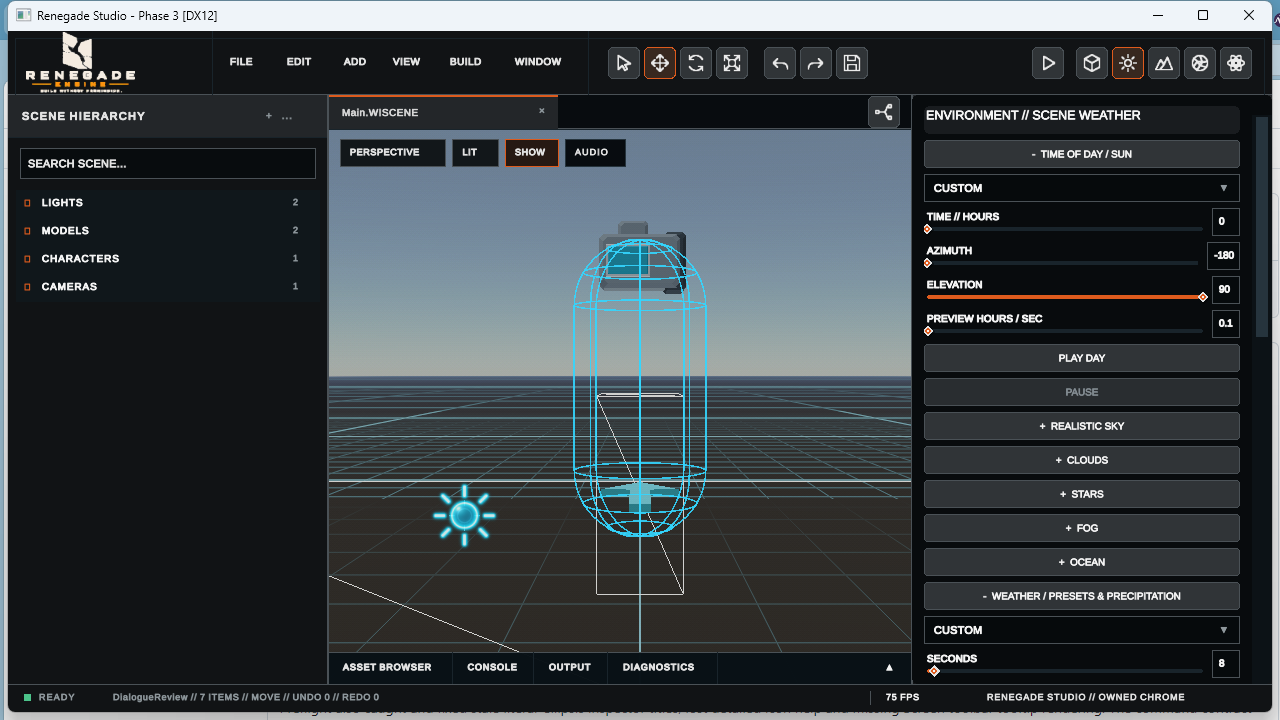 Renegade Studio - Phase 3 [DX12]
RENEGADE
ENGINE
BUILD WITHOUT PERMISSION.
FILE EDIT ADD VIEW BUILD WINDOW
SCENE HIERARCHY + ...
SEARCH SCENE...
LIGHTS 2
MODELS 2
CHARACTERS 1
CAMERAS 1
Main.WISCENE ×
PERSPECTIVE LIT SHOW AUDIO
ENVIRONMENT // SCENE WEATHER
- TIME OF DAY / SUN
CUSTOM
TIME // HOURS 0
AZIMUTH -180
ELEVATION 90
PREVIEW HOURS / SEC 0.1
PLAY DAY
PAUSE
+ REALISTIC SKY
+ CLOUDS
+ STARS
+ FOG
+ OCEAN
- WEATHER / PRESETS & PRECIPITATION
CUSTOM
SECONDS 8
ASSET BROWSER CONSOLE OUTPUT DIAGNOSTICS
READY DialogueReview // 7 ITEMS // MOVE // UNDO 0 // REDO 0 75 FPS RENEGADE STUDIO // OWNED CHROME